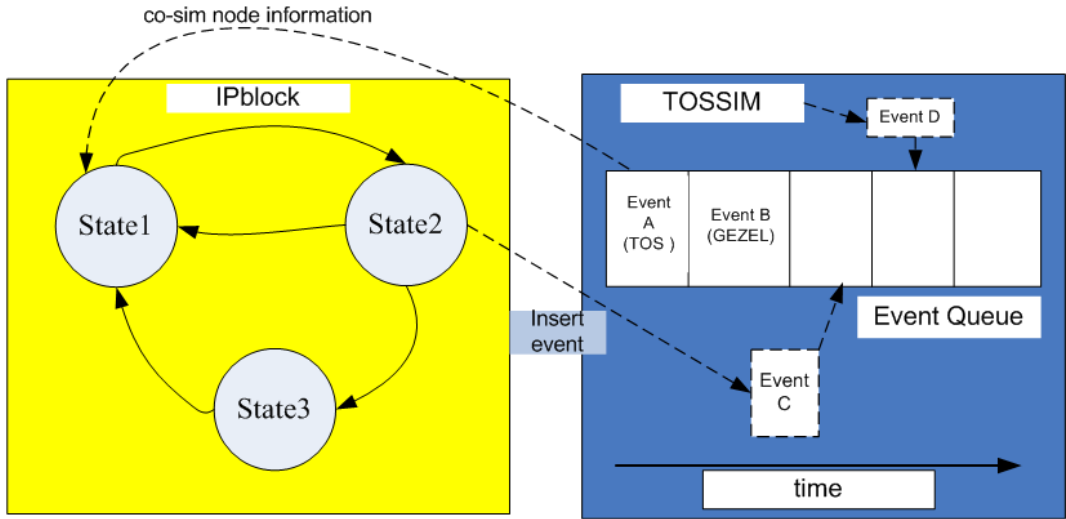 co-sim node information
IPblock
State1
State2
State3
Insert
event
TOSSIM
Event D
Event
A
(TOS )
Event B
(GEZEL)
Event Queue
Event
C
time